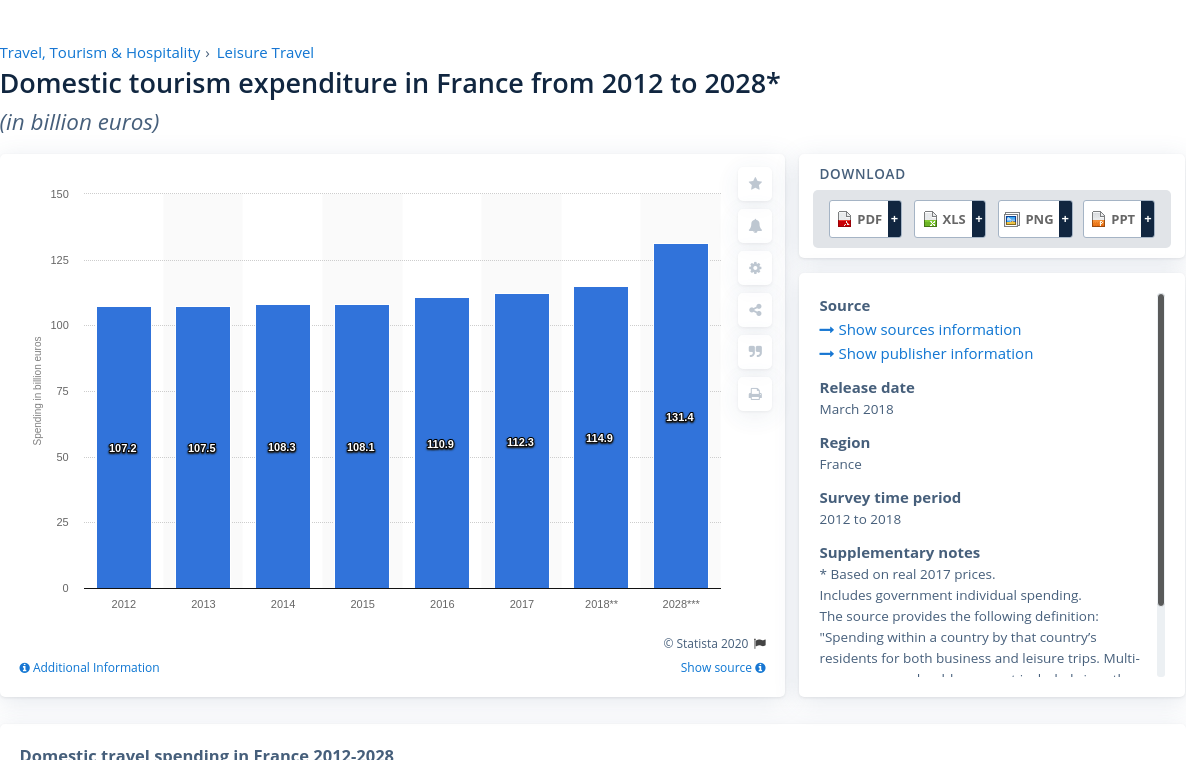 Travel, Tourism & Hospitality › Leisure Travel
Domestic tourism expenditure in France from 2012 to 2028*
(in billion euros)
150
125
100
75
50
25
0
Spending in billion euros
107.2
107.5
108.3
108.1
110.9
112.3
114.9
131.4
2012
2013
2014
2015
2016
2017
2018**
2028***
© Statista 2020
Additional Information
Show source
DOWNLOAD
PDF +
XLS +
PNG +
PPT +
Source
Show sources information
Show publisher information
Release date
March 2018
Region
France
Survey time period
2012 to 2018
Supplementary notes
* Based on real 2017 prices.
Includes government individual spending.
The source provides the following definition:
"Spending within a country by that country’s
residents for both business and leisure trips. Multi-
Domestic travel spending in France 2012-2028